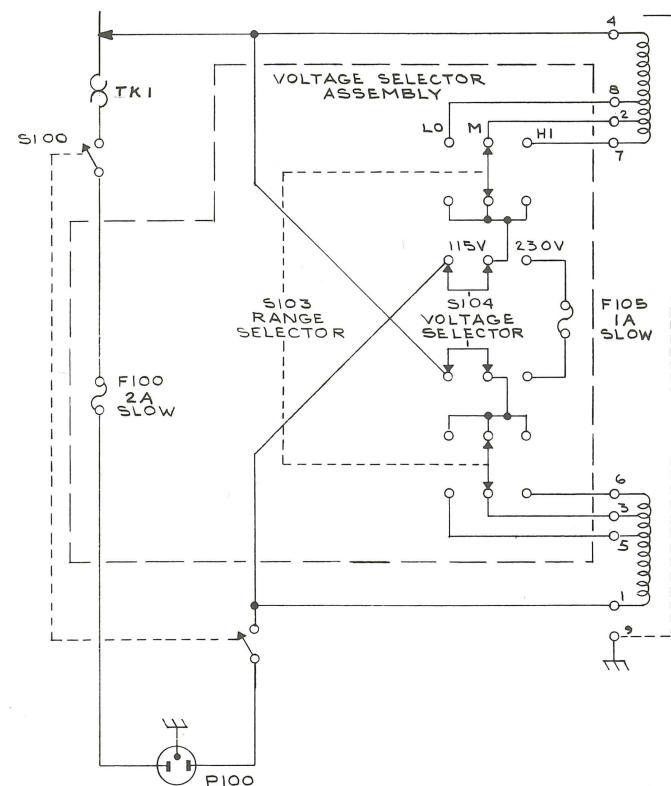 4
TK1
VOLTAGE SELECTOR
ASSEMBLY
8
2
LO
M
HI
7
S100
115V
230V
S103
RANGE
SELECTOR
S104
VOLTAGE
SELECTOR
F105
1A
SLOW
F100
2A
SLOW
6
3
5
1
9
P100